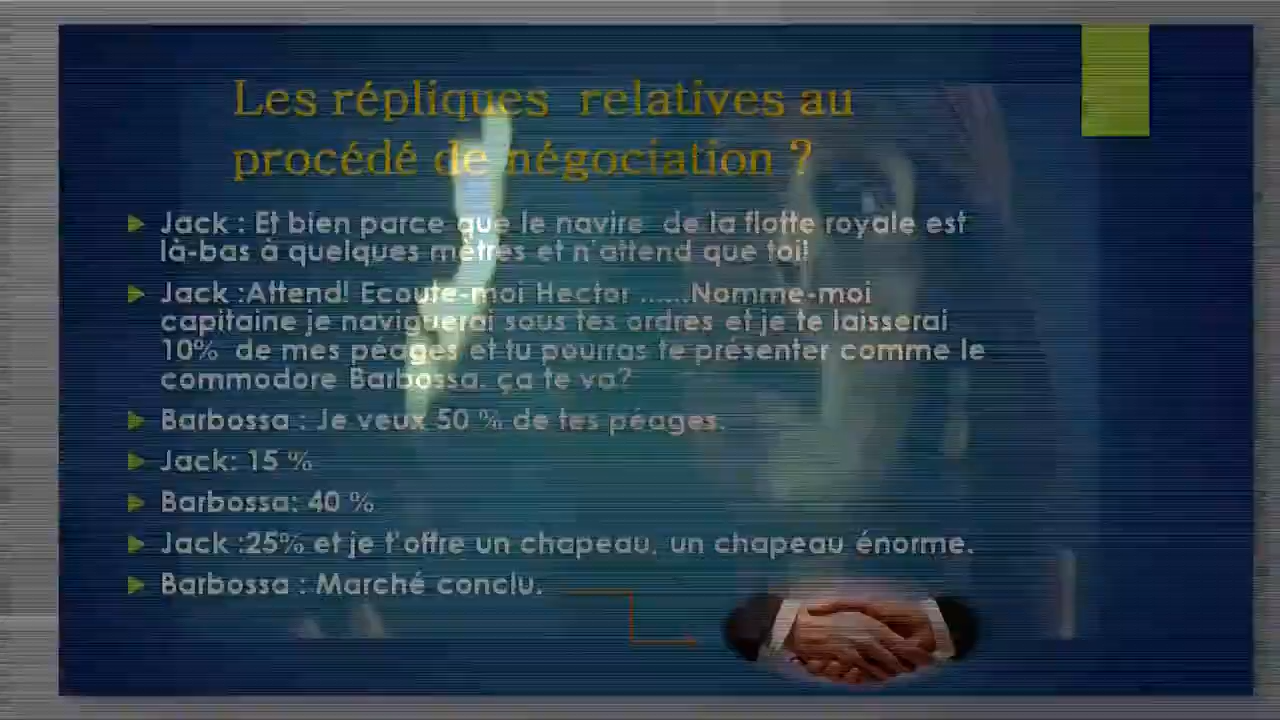 Les répliques relatives au
procédé de négociation ?
Jack : Et bien parce que le navire de la flotte royale est
là-bas à quelques mètres et n'attend que toi!
Jack :Attend! Ecoute-moi Hector ......Nomme-moi
capitaine je naviguerai sous tes ordres et je te laisserai
10% de mes péages et tu pourras te présenter comme le
commodore Barbossa. ça te va?
Barbossa : Je veux 50 % de tes péages.
Jack: 15 %
Barbossa: 40 %
Jack :25% et je t'offre un chapeau. un chapeau énorme.
Barbossa : Marché conclu.